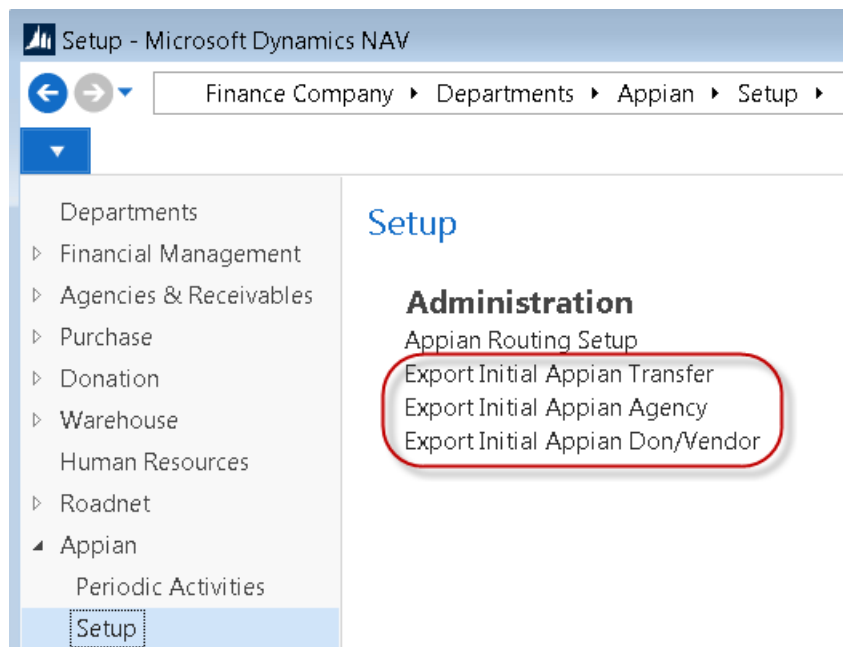 Setup - Microsoft Dynamics NAV
Finance Company ▸ Departments ▸ Appian ▸ Setup ▸
Departments
Financial Management
Agencies & Receivables
Purchase
Donation
Warehouse
Human Resources
Roadnet
Appian
Periodic Activities
Setup
Setup
Administration
Appian Routing Setup
Export Initial Appian Transfer
Export Initial Appian Agency
Export Initial Appian Don/Vendor